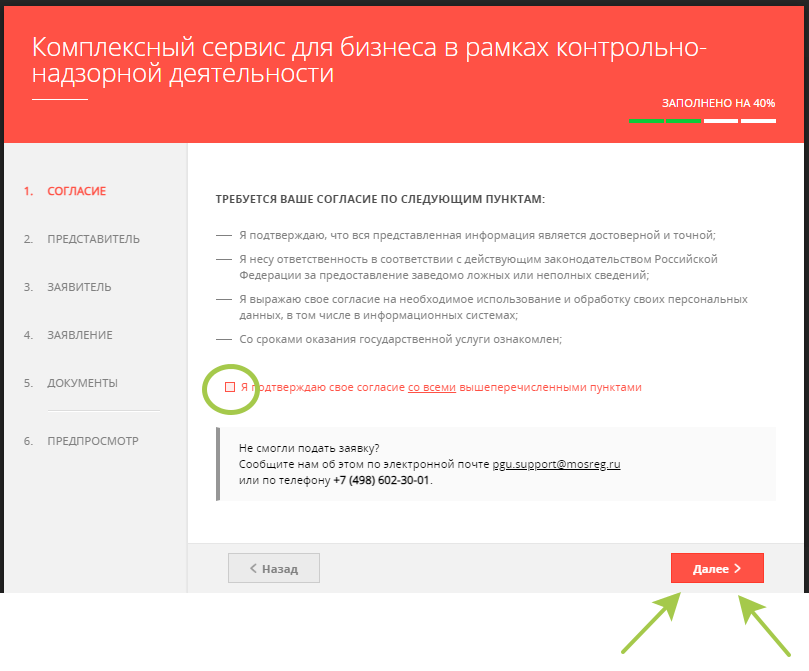 Комплексный сервис для бизнеса в рамках контрольно-
надзорной деятельности
ЗАПОЛНЕНО НА 40%
1. СОГЛАСИЕ
2. ПРЕДСТАВИТЕЛЬ
3. ЗАЯВИТЕЛЬ
4. ЗАЯВЛЕНИЕ
5. ДОКУМЕНТЫ
6. ПРЕДПРОСМОТР
ТРЕБУЕТСЯ ВАШЕ СОГЛАСИЕ ПО СЛЕДУЮЩИМ ПУНКТАМ:
— Я подтверждаю, что вся представленная информация является достоверной и точной;
— Я несу ответственность в соответствии с действующим законодательством Российской
Федерации за предоставление заведомо ложных или неполных сведений;
— Я выражаю свое согласие на необходимое использование и обработку своих персональных
данных, в том числе в информационных системах;
— Со сроками оказания государственной услуги ознакомлен;
Я подтверждаю свое согласие со всеми вышеперечисленными пунктами
Не смогли подать заявку?
Сообщите нам об этом по электронной почте pgu.support@mosreg.ru
или по телефону +7 (498) 602-30-01.
Назад
Далее